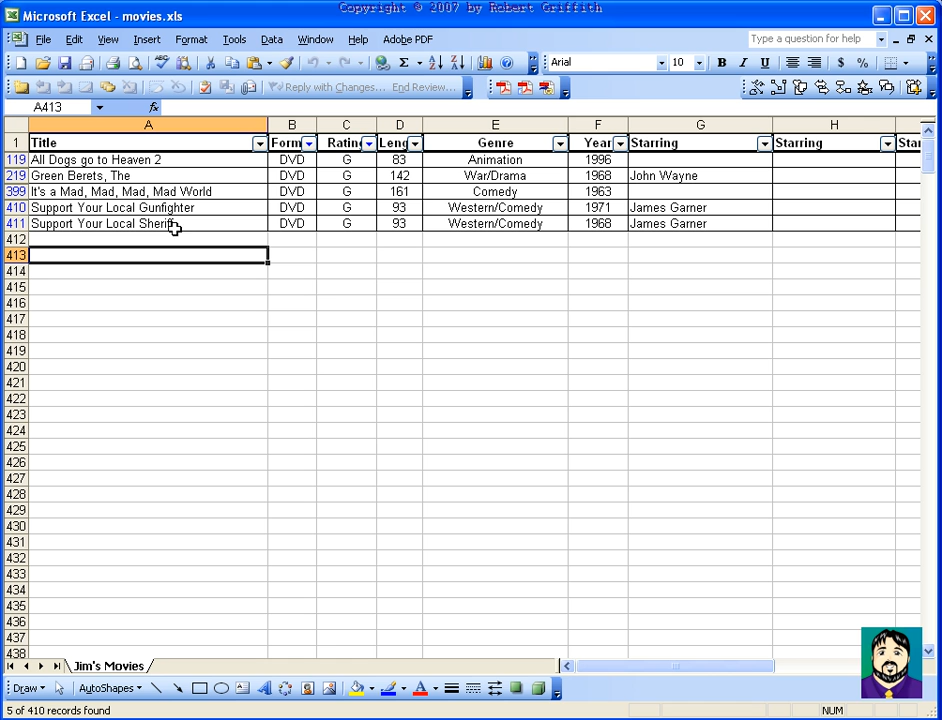 Copyright © 2007 by Robert Griffith
Microsoft Excel - movies.xls
File Edit View Insert Format Tools Data Window Help Adobe PDF
Type a question for help
Arial 10 B I U $ %
Reply with Changes... End Review...
A413 fx
A B C D E F G H
1 Title Form Rating Leng Genre Year Starring Starring Star
119 All Dogs go to Heaven 2 DVD G 83 Animation 1996
219 Green Berets, The DVD G 142 War/Drama 1968 John Wayne
399 It's a Mad, Mad, Mad, Mad World DVD G 161 Comedy 1963
410 Support Your Local Gunfighter DVD G 93 Western/Comedy 1971 James Garner
411 Support Your Local Sheriff DVD G 93 Western/Comedy 1968 James Garner
412
413
414
415
416
417
418
419
420
421
422
423
424
425
426
427
428
429
430
431
432
433
434
435
436
437
438
Jim's Movies
Draw AutoShapes
5 of 410 records found
NUM